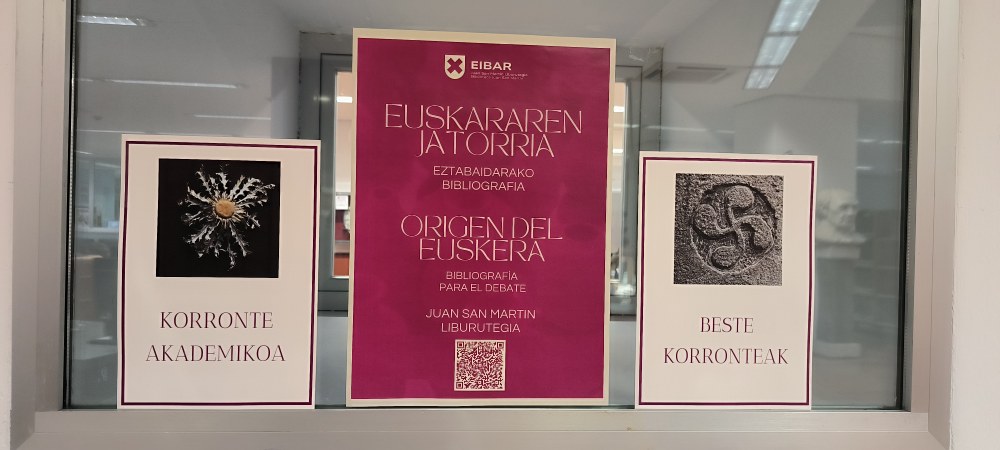 KORRONTE
AKADEMIKOA
EIBAR
EUSKARAREN
JATORRIA
EZTABAIDARAKO
BIBLIOGRAFIA
ORIGEN DEL
EUSKERA
BIBLIOGRAFÍA
PARA EL DEBATE
JUAN SAN MARTIN
LIBURUTEGIA
BESTE
KORRONTEAK